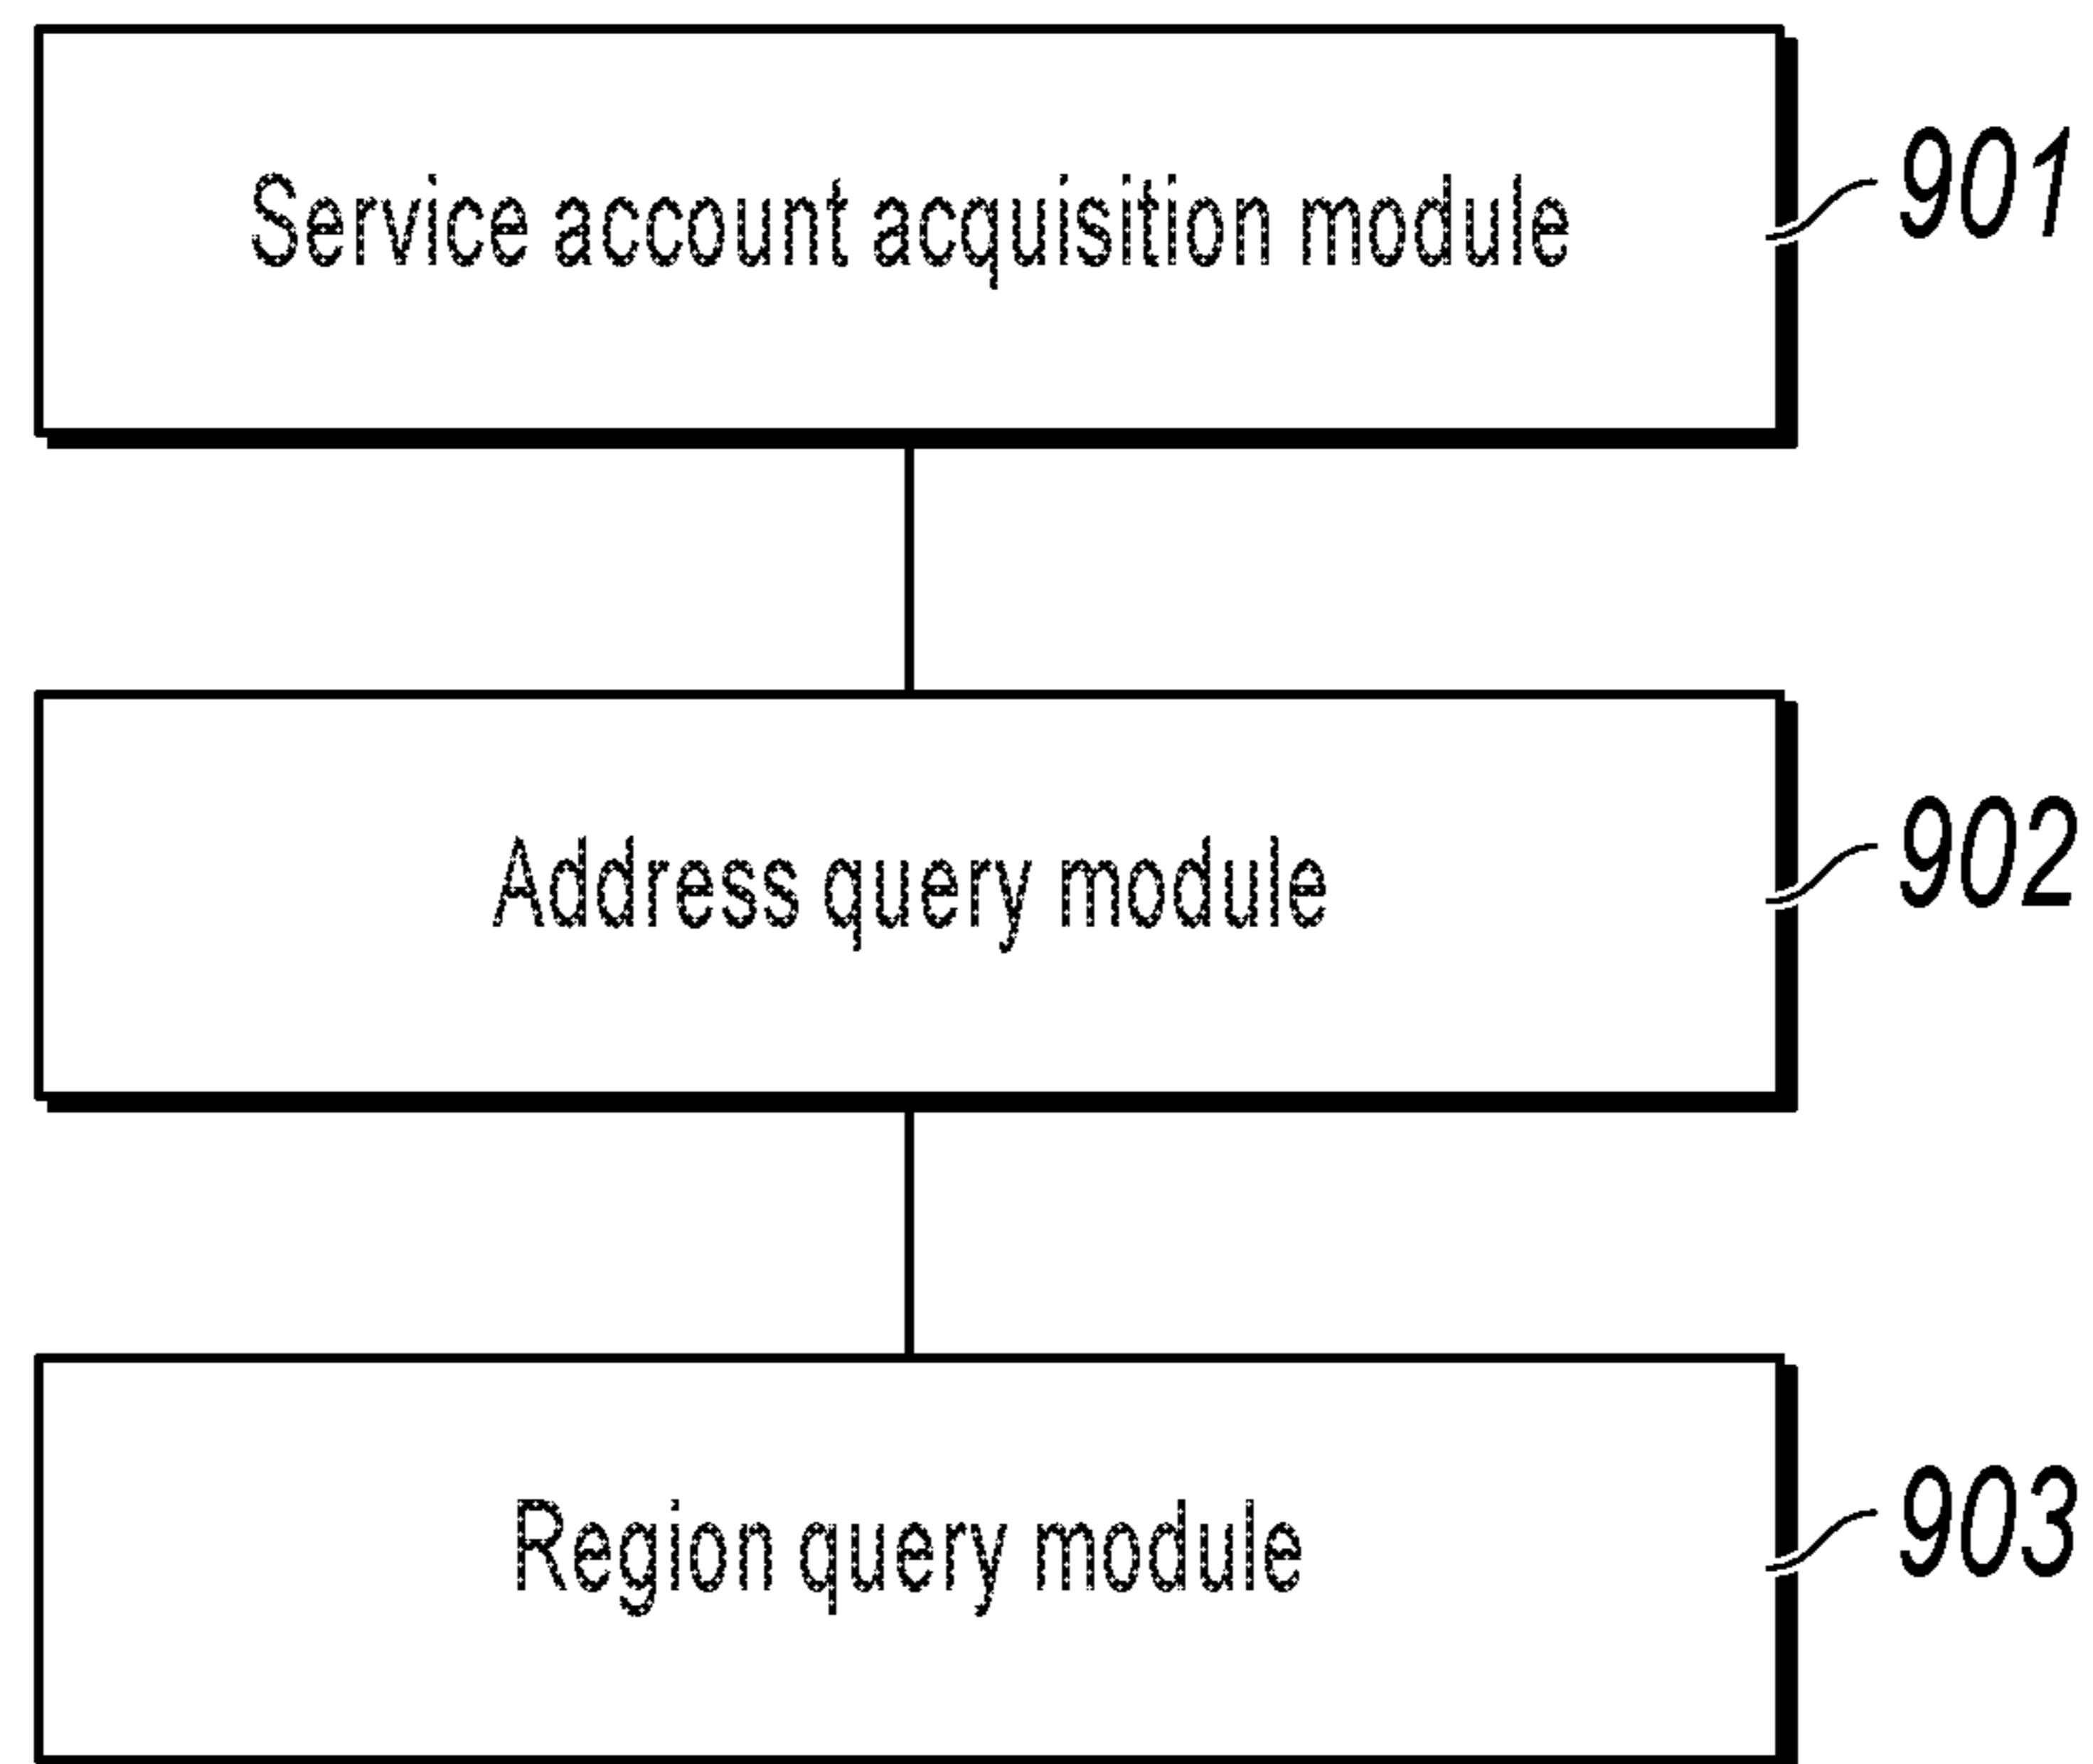 Service account acquisition module
901
Address query module
902
Region query module
903